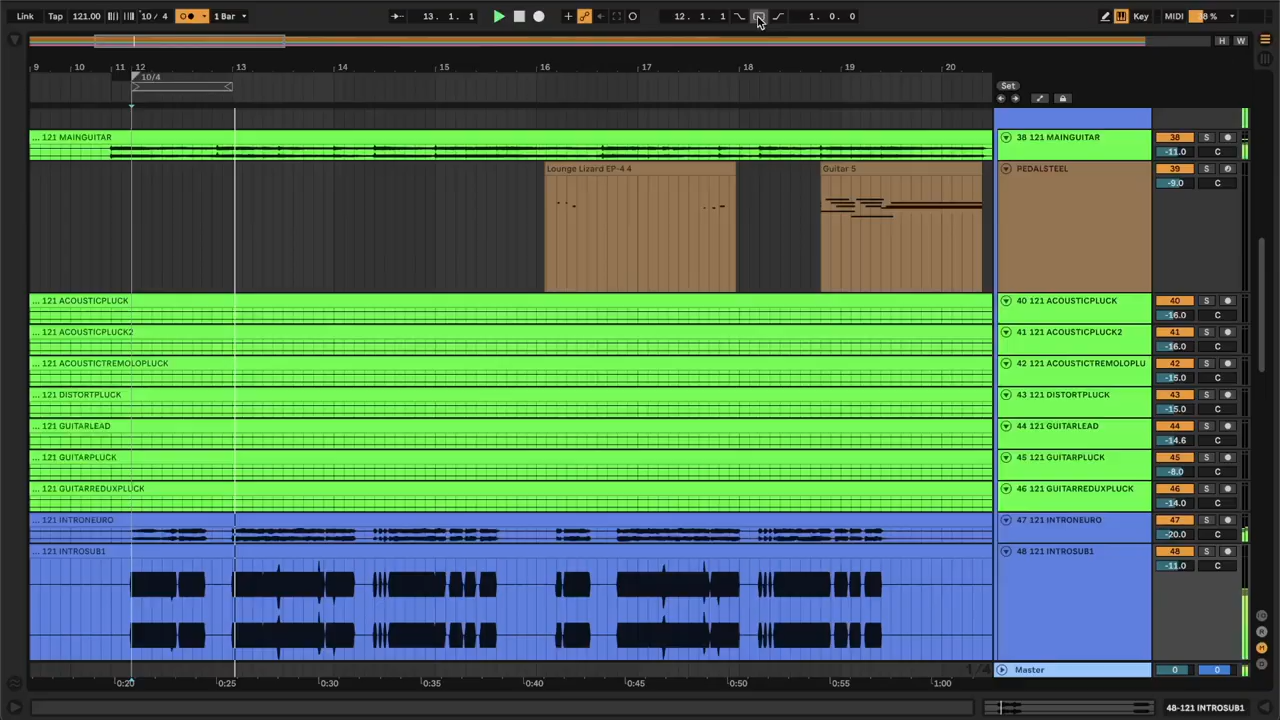 Link Tap 121.00 10 / 4 1 Bar 13. 1. 1 12. 1. 1 1. 0. 0 Key MIDI
H W
9 10 11 12 13 14 15 16 17 18 19 20
10/4
Set
... 121 MAINGUITAR 38 121 MAINGUITAR 38 S
-11.0 C
Lounge Lizard EP-4 4 Guitar 5 PEDALSTEEL 39 S
-9.0 C
... 121 ACOUSTICPLUCK 40 121 ACOUSTICPLUCK 40 S
-16.0 C
... 121 ACOUSTICPLUCK2 41 121 ACOUSTICPLUCK2 41 S
-16.0 C
... 121 ACOUSTICTREMOLOPLUCK 42 121 ACOUSTICTREMOLOPLU 42 S
-15.0 C
... 121 DISTORTPLUCK 43 121 DISTORTPLUCK 43 S
-15.0 C
... 121 GUITARLEAD 44 121 GUITARLEAD 44 S
-14.6 C
... 121 GUITARPLUCK 45 121 GUITARPLUCK 45 S
-8.0 C
... 121 GUITARREDUXPLUCK 46 121 GUITARREDUXPLUCK 46 S
-14.0 C
... 121 INTRONEURO 47 121 INTRONEURO 47 S
-20.0 C
... 121 INTROSUB1 48 121 INTROSUB1 48 S
-11.0 C
1/4 Master 0 0
0:20 0:25 0:30 0:35 0:40 0:45 0:50 0:55 1:00
48-121 INTROSUB1